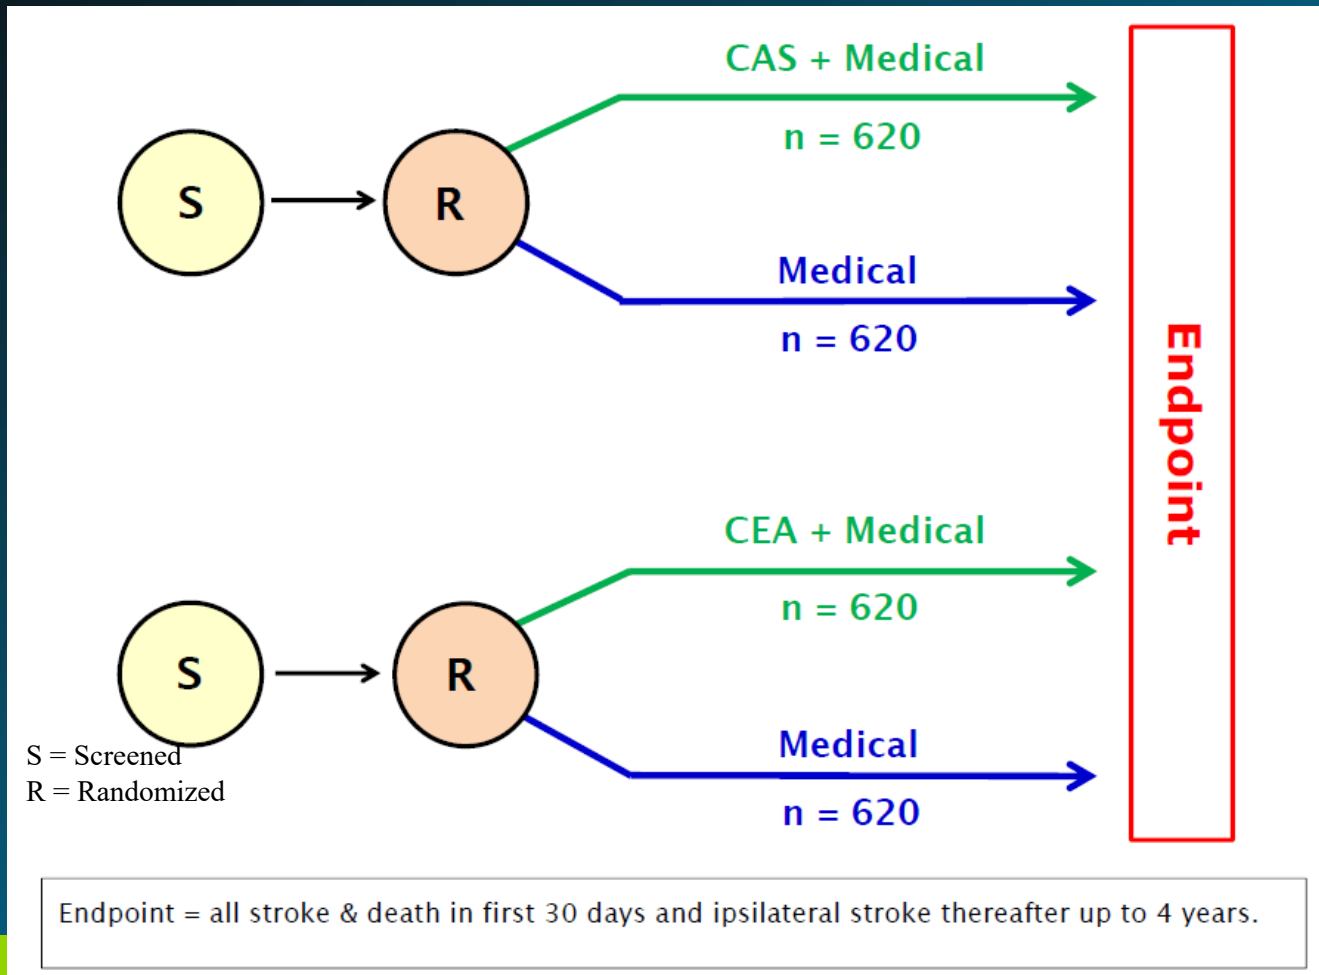 CAS + Medical
n = 620
S
R
Medical
n = 620
Endpoint
CEA + Medical
n = 620
S
R
Medical
n = 620
S = Screened
R = Randomized
Endpoint = all stroke & death in first 30 days and ipsilateral stroke thereafter up to 4 years.